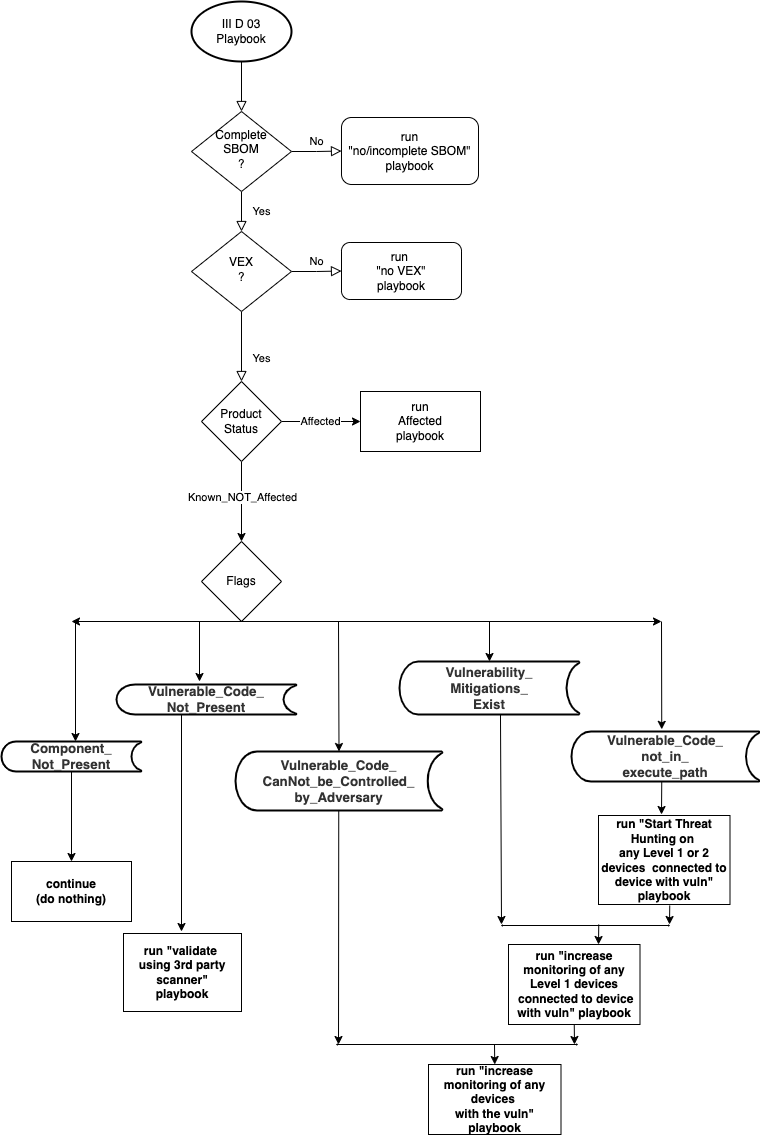 III D 03
Playbook
Complete
SBOM
?
No
run
"no/incomplete SBOM"
playbook
Yes
VEX
?
No
run
"no VEX"
playbook
Yes
Product
Status
Affected
run
Affected
playbook
Known_NOT_Affected
Flags
Component_
Not_Present
Vulnerable_Code_
Not_Present
Vulnerable_Code_
CanNot_be_Controlled_
by_Adversary
Vulnerability_
Mitigations_
Exist
Vulnerable_Code_
not_in_
execute_path
continue
(do nothing)
run "validate
using 3rd party
scanner"
playbook
run "Start Threat
Hunting on
any Level 1 or 2
devices connected to
device with vuln"
playbook
run "increase
monitoring of any
Level 1 devices
connected to device
with vuln" playbook
run "increase
monitoring of any
devices
with the vuln"
playbook